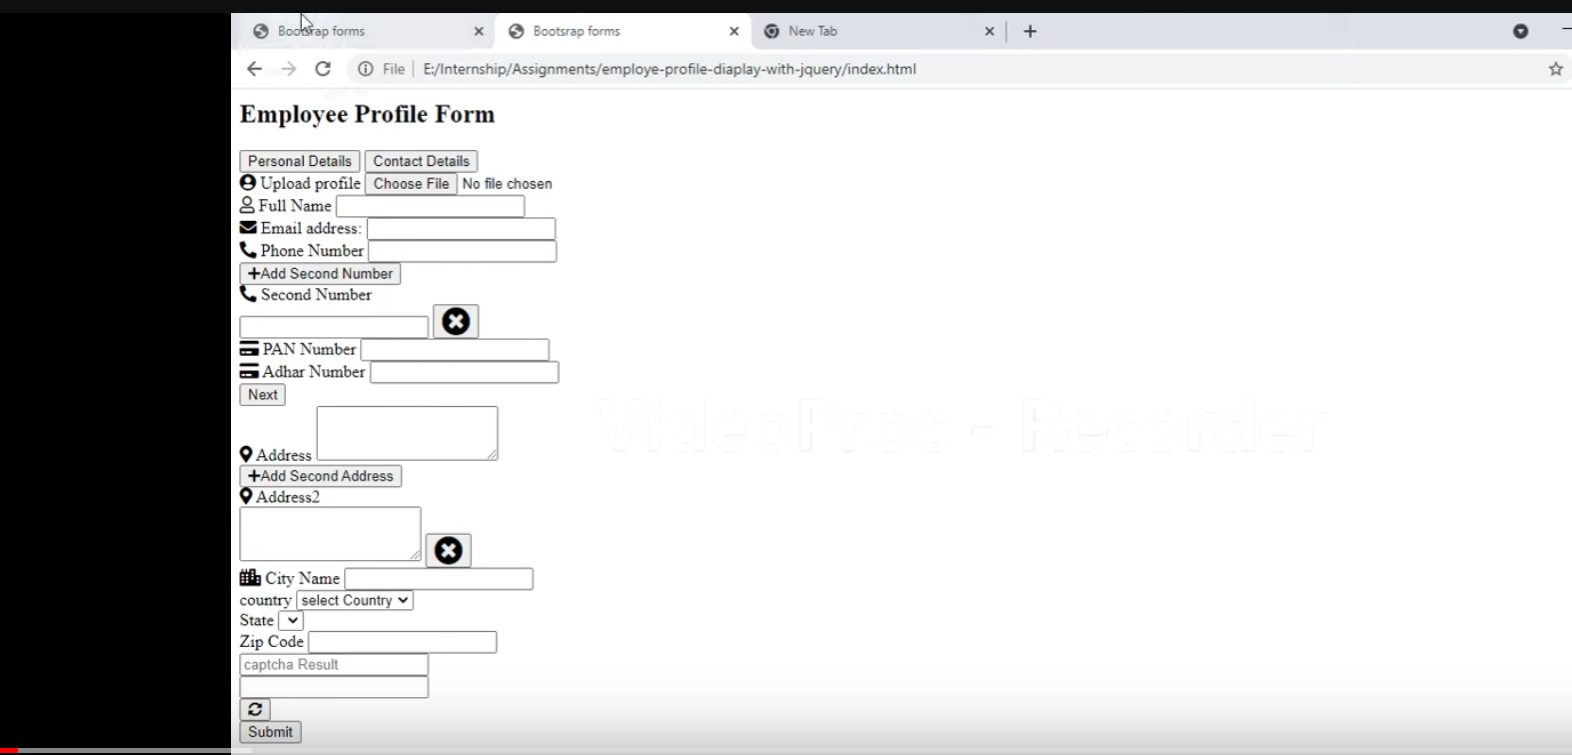 Bootsrap forms
Bootsrap forms
New Tab
File E:/Internship/Assignments/employe-profile-diaplay-with-jquery/index.html
Employee Profile Form
Personal Details Contact Details
Upload profile Choose File No file chosen
Full Name
Email address:
Phone Number
+Add Second Number
Second Number
PAN Number
Adhar Number
Next
VideoProc - Recorder
Address
+Add Second Address
Address2
City Name
country select Country
State
Zip Code
captcha Result
Submit